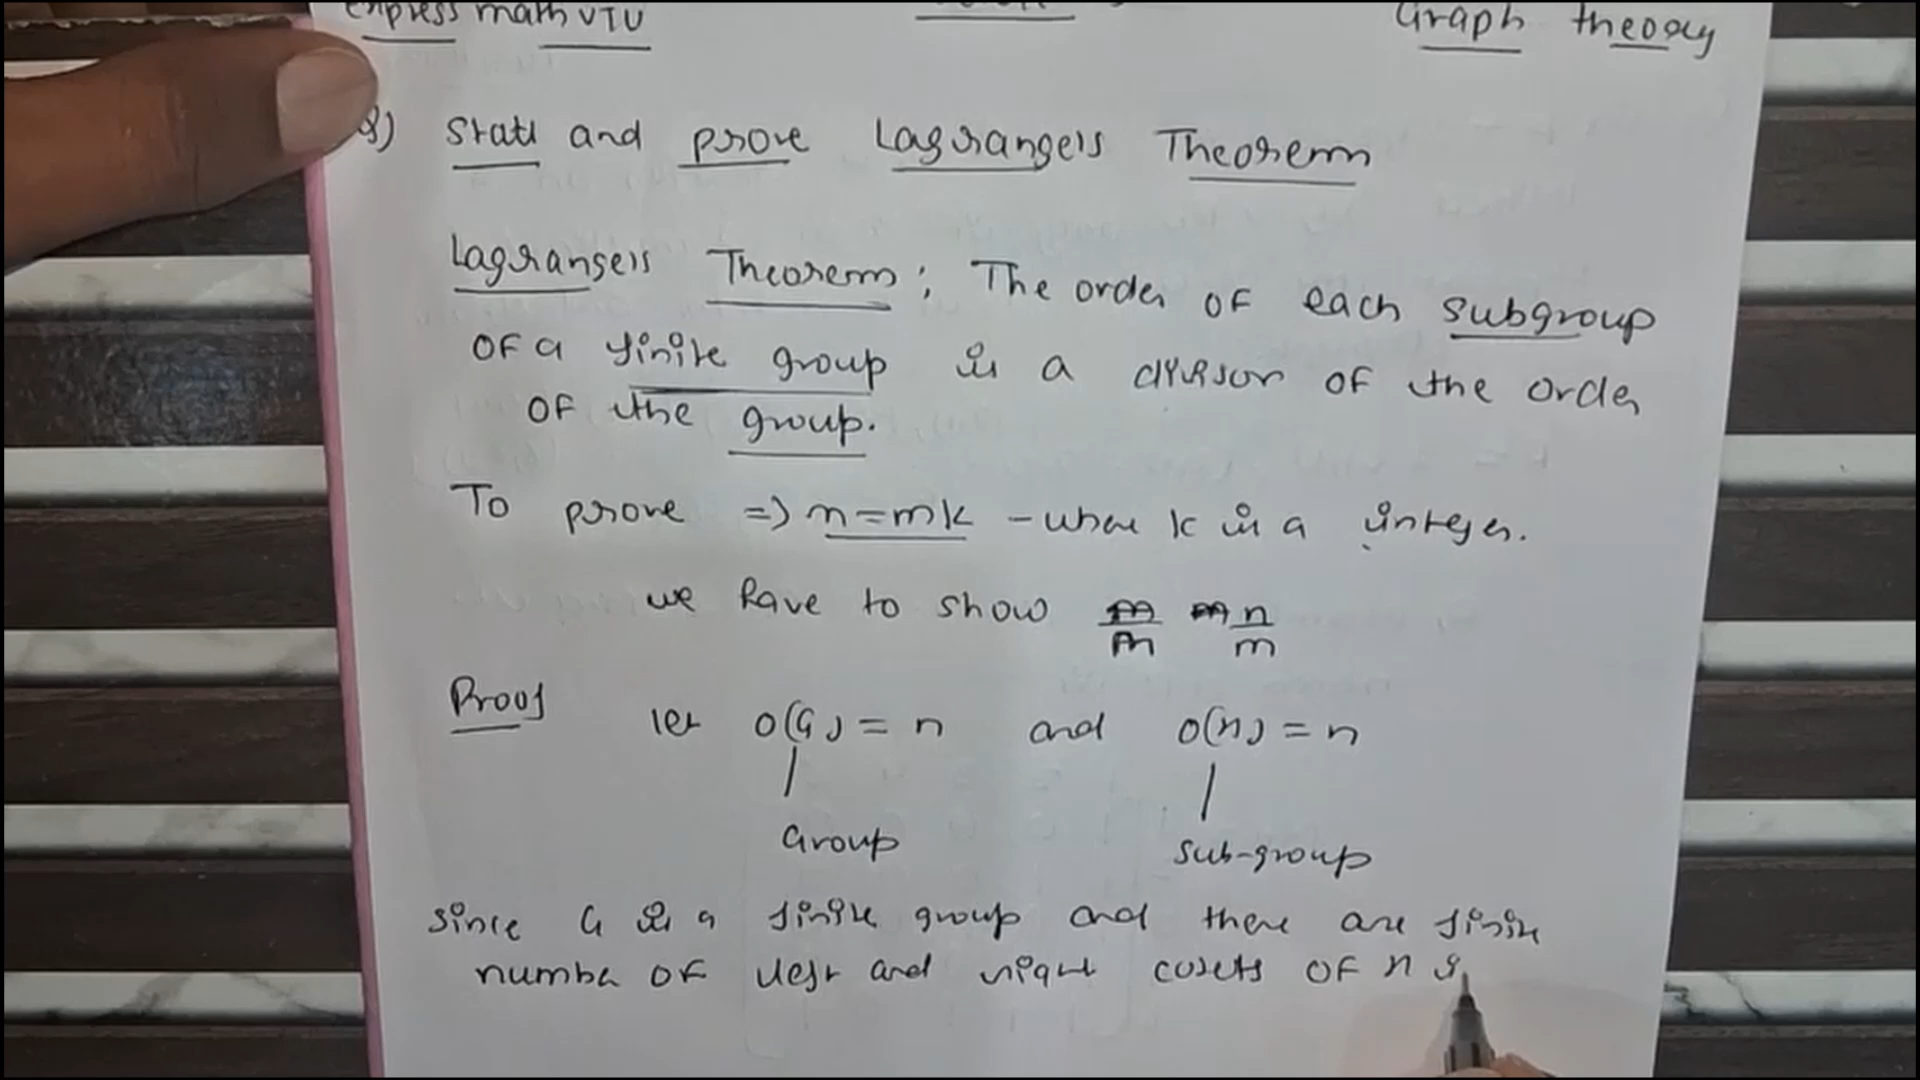 express math VTU Graph theory
8) State and prove Lagrange's Theorem
Lagrange's Theorem: The order of each subgroup
of a finite group is a divisor of the order
of the group.
To prove => n=mk - where k is a integer.
we have to show n/m
Proof let O(G) = n and O(H) = n
Group Sub-group
Since G is a finite group and there are finite
number of left and right cosets of H